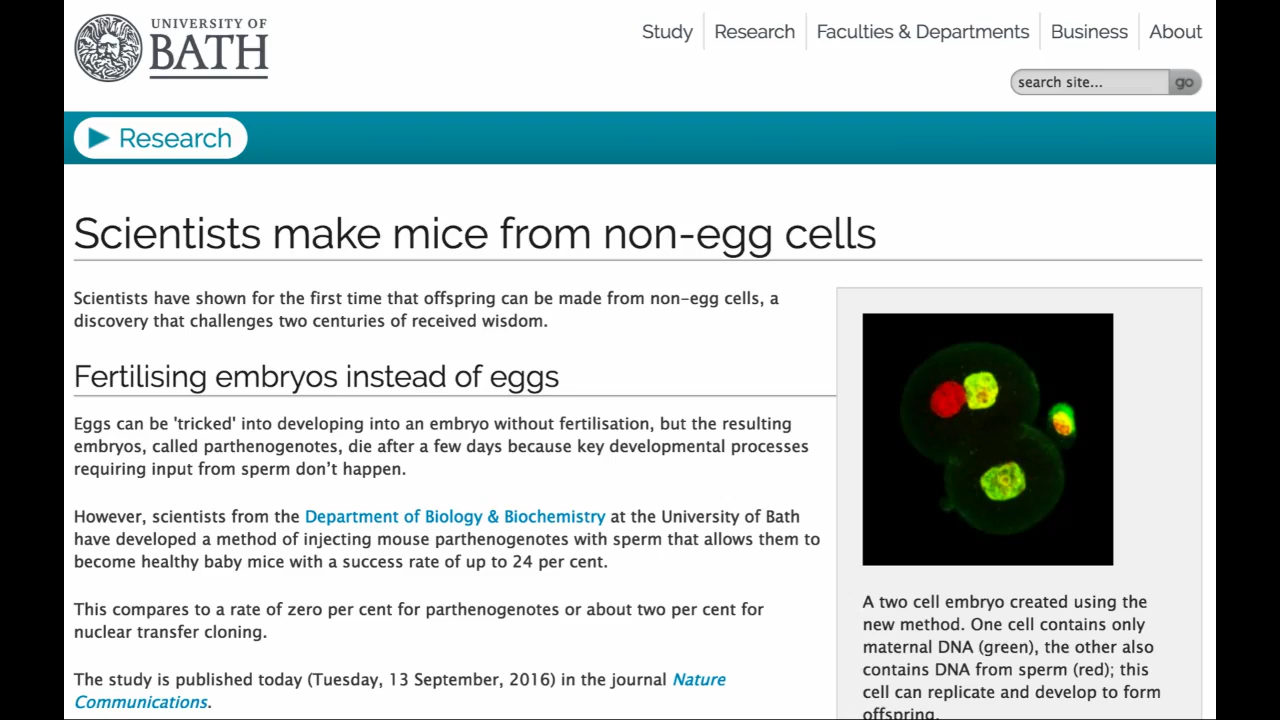 UNIVERSITY OF
BATH
Study
Research
Faculties & Departments
Business
About
search site...
go
Research
Scientists make mice from non-egg cells
Scientists have shown for the first time that offspring can be made from non-egg cells, a
discovery that challenges two centuries of received wisdom.
Fertilising embryos instead of eggs
Eggs can be 'tricked' into developing into an embryo without fertilisation, but the resulting
embryos, called parthenogenotes, die after a few days because key developmental processes
requiring input from sperm don't happen.
However, scientists from the Department of Biology & Biochemistry at the University of Bath
have developed a method of injecting mouse parthenogenotes with sperm that allows them to
become healthy baby mice with a success rate of up to 24 per cent.
This compares to a rate of zero per cent for parthenogenotes or about two per cent for
nuclear transfer cloning.
The study is published today (Tuesday, 13 September, 2016) in the journal Nature
Communications.
A two cell embryo created using the
new method. One cell contains only
maternal DNA (green), the other also
contains DNA from sperm (red); this
cell can replicate and develop to form
offspring.